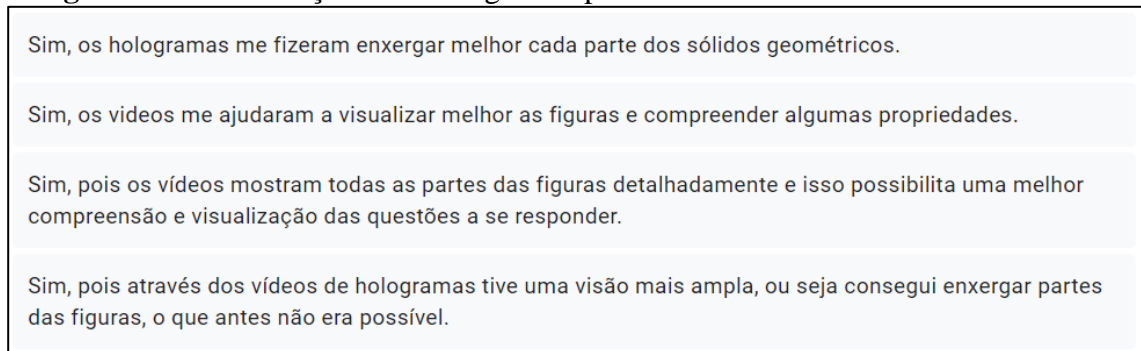 Sim, os hologramas me fizeram enxergar melhor cada parte dos sólidos geométricos.
Sim, os videos me ajudaram a visualizar melhor as figuras e compreender algumas propriedades.
Sim, pois os vídeos mostram todas as partes das figuras detalhadamente e isso possibilita uma melhor
compreensão e visualização das questões a se responder.
Sim, pois através dos vídeos de hologramas tive uma visão mais ampla, ou seja consegui enxergar partes
das figuras, o que antes não era possível.